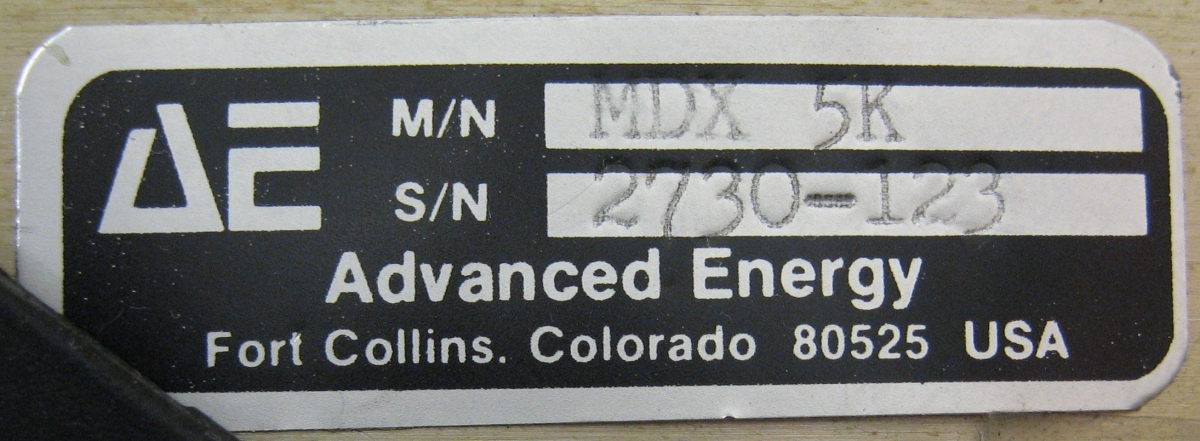 AE
M/N MDX 5K
S/N 2730-123
Advanced Energy
Fort Collins. Colorado 80525 USA